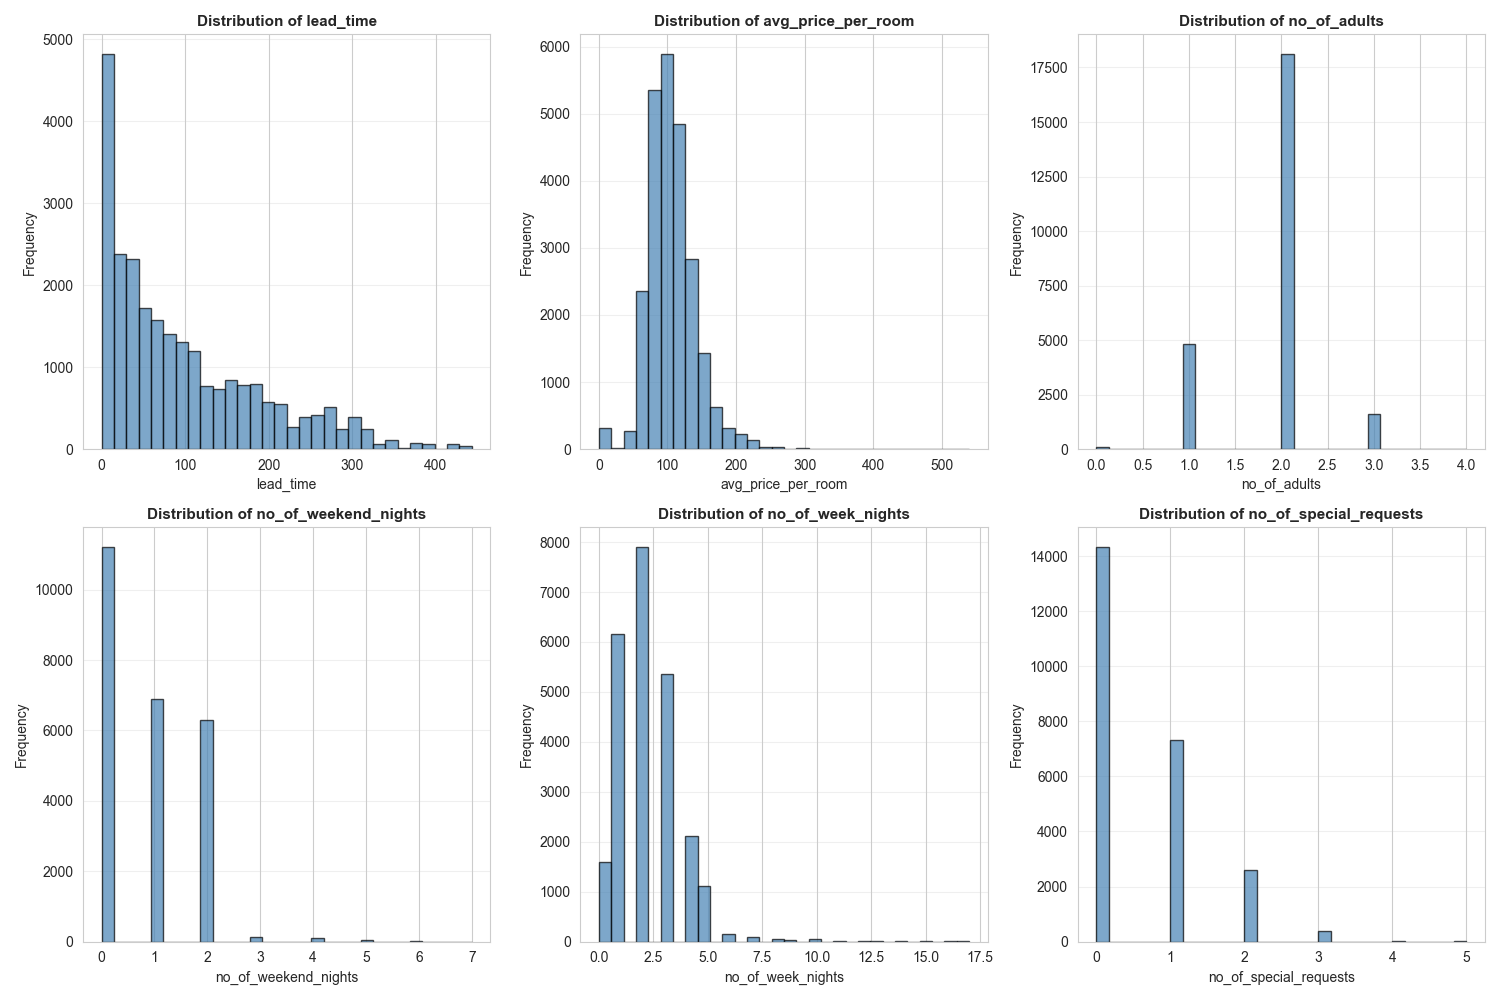 Distribution of lead_time
Frequency
5000
4000
3000
2000
1000
0
0 100 200 300 400
lead_time
Distribution of avg_price_per_room
Frequency
6000
5000
4000
3000
2000
1000
0
0 100 200 300 400 500
avg_price_per_room
Distribution of no_of_adults
Frequency
17500
15000
12500
10000
7500
5000
2500
0
0.0 0.5 1.0 1.5 2.0 2.5 3.0 3.5 4.0
no_of_adults
Distribution of no_of_weekend_nights
Frequency
10000
8000
6000
4000
2000
0
0 1 2 3 4 5 6 7
no_of_weekend_nights
Distribution of no_of_week_nights
Frequency
8000
7000
6000
5000
4000
3000
2000
1000
0
0.0 2.5 5.0 7.5 10.0 12.5 15.0 17.5
no_of_week_nights
Distribution of no_of_special_requests
Frequency
14000
12000
10000
8000
6000
4000
2000
0
0 1 2 3 4 5
no_of_special_requests